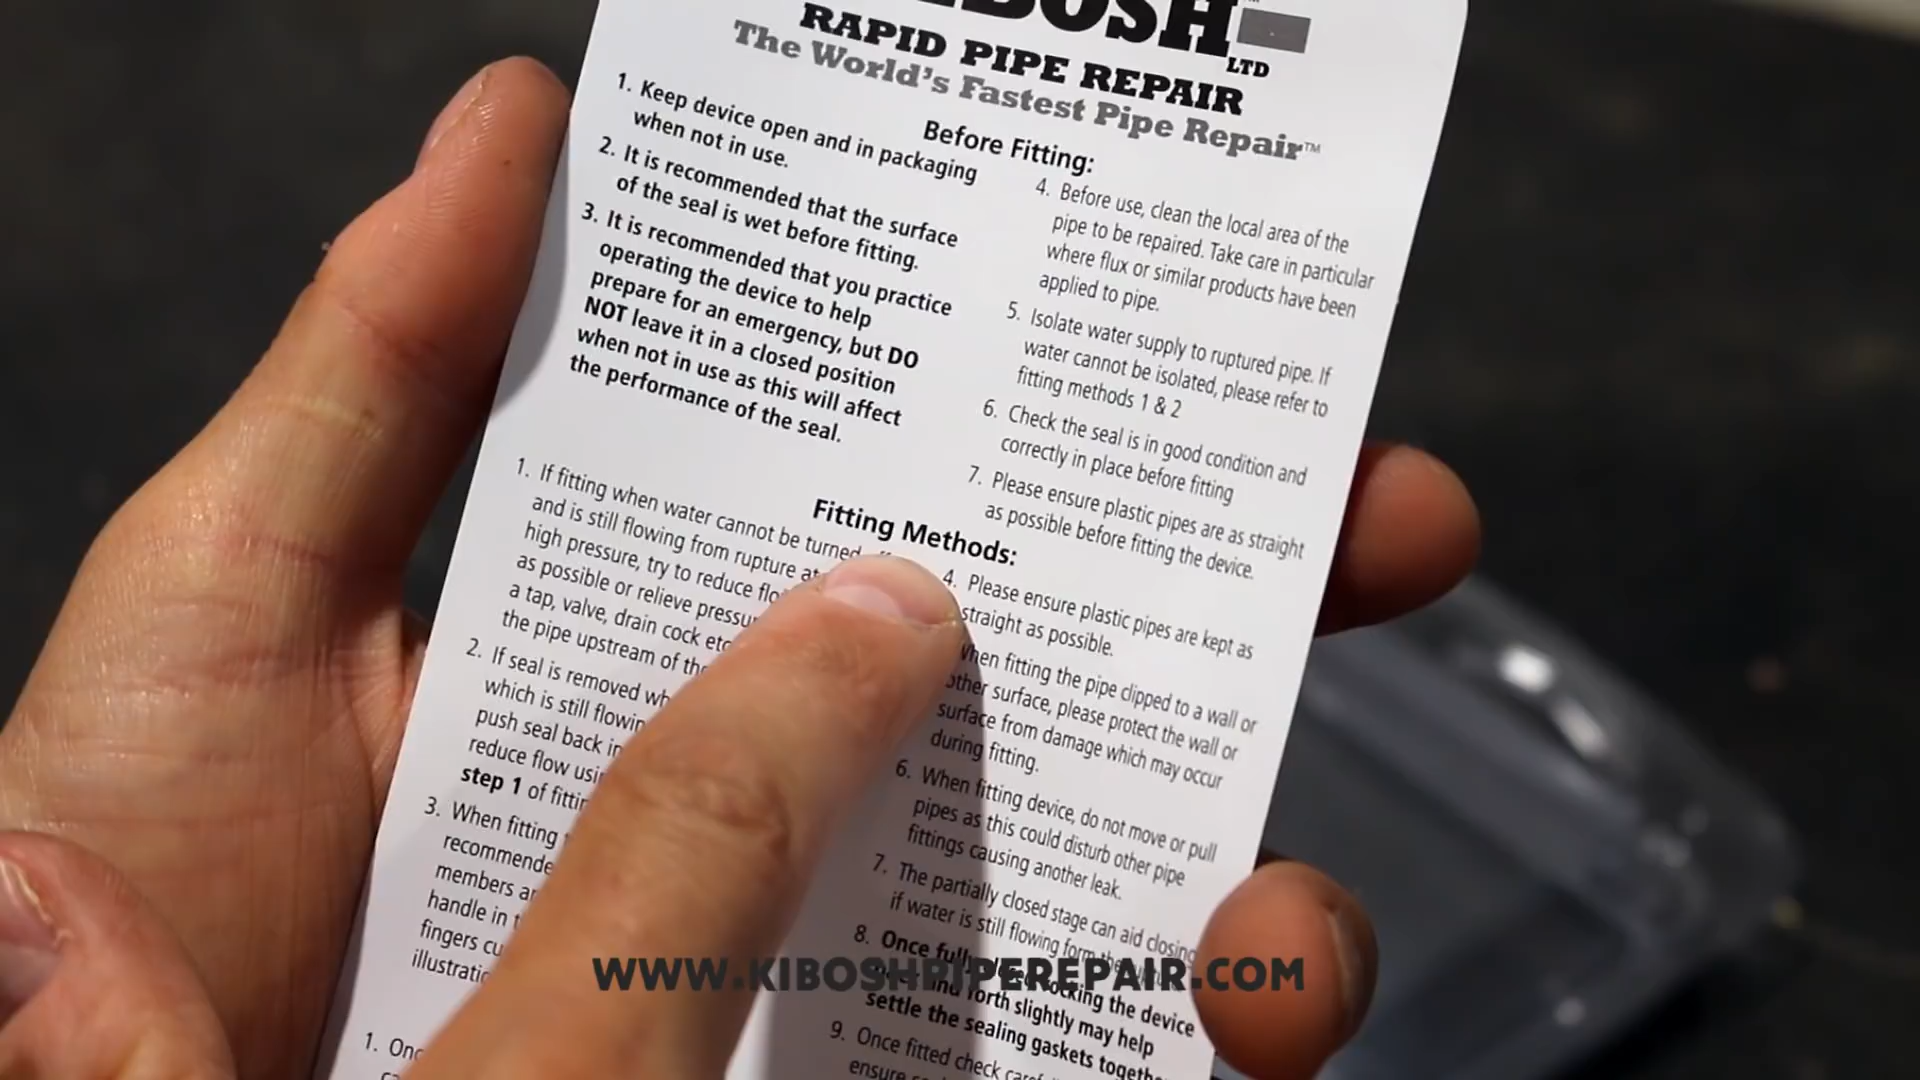 LTD
RAPID PIPE REPAIR
The World's Fastest Pipe Repair™
Before Fitting:
1. Keep device open and in packaging
when not in use.
2. It is recommended that the surface
of the seal is wet before fitting.
3. It is recommended that you practice
operating the device to help
prepare for an emergency, but DO
NOT leave it in a closed position
when not in use as this will affect
the performance of the seal.
4. Before use, clean the local area of the
pipe to be repaired. Take care in particular
where flux or similar products have been
applied to pipe.
5. Isolate water supply to ruptured pipe. If
water cannot be isolated, please refer to
fitting methods 1 & 2
6. Check the seal is in good condition and
correctly in place before fitting
7. Please ensure plastic pipes are as straight
as possible before fitting the device.
Fitting Methods:
1. If fitting when water cannot be turned
and is still flowing from rupture at
high pressure, try to reduce
as possible or relieve
a tap, valve, drain cock etc
the pipe upstream of
2. If seal is removed
which is still
push seal back
reduce flow
step 1 of
3. When fitting
members
handle in
fingers
1.
4. Please ensure plastic pipes are kept as
straight as possible.
when fitting the pipe clipped to a wall or
other surface, please protect the wall or
surface from damage which may occur
during fitting.
6. When fitting device, do not move or pull
pipes as this could disturb other pipe
fittings causing another leak.
7. The partially closed stage can aid closing
if water is still flowing form the
8. Once rocking the device
and forth slightly may help
settle the sealing gaskets
9. Once fitted check
ensure
WWW.KIBOSHPIPEREPAIR.COM